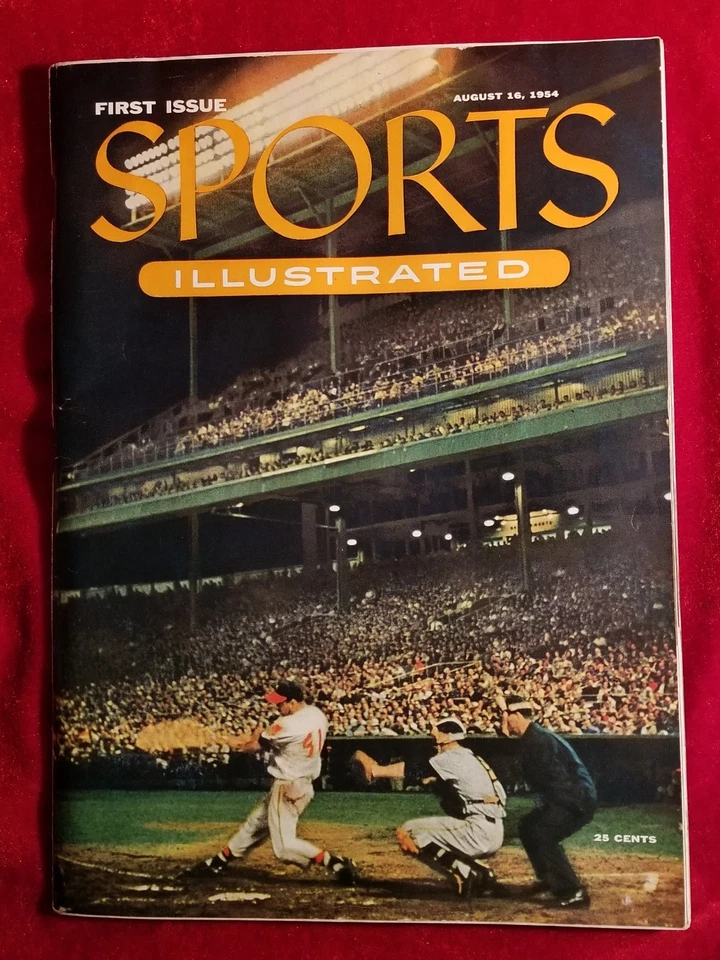 FIRST ISSUE
AUGUST 16, 1954
SPORTS
ILLUSTRATED
41
25 CENTS